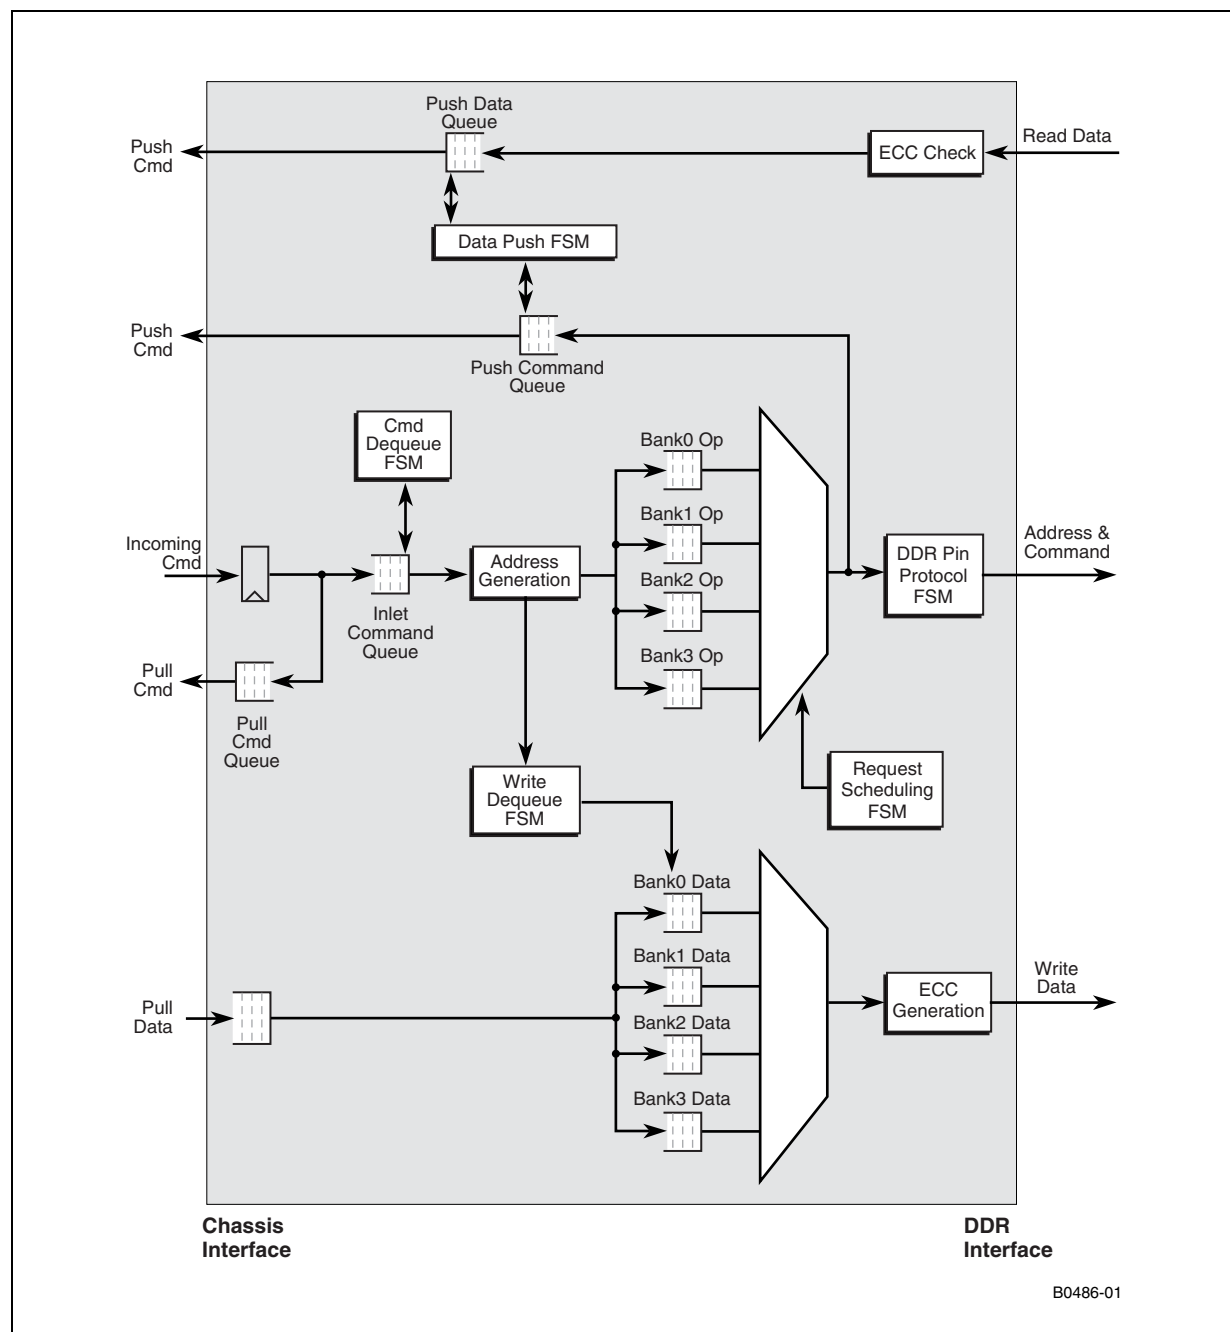 Push Data
Queue
Push
Cmd
ECC Check
Read Data
Data Push FSM
Push
Cmd
Push Command
Queue
Cmd
Dequeue
FSM
Bank0 Op
Bank1 Op
Incoming
Cmd
Address
Generation
Bank2 Op
DDR Pin
Protocol
FSM
Address &
Command
Inlet
Command
Queue
Bank3 Op
Pull
Cmd
Pull
Cmd
Queue
Write
Dequeue
FSM
Request
Scheduling
FSM
Bank0 Data
Bank1 Data
Pull
Data
Bank2 Data
ECC
Generation
Write
Data
Bank3 Data
Chassis
Interface
DDR
Interface
B0486-01